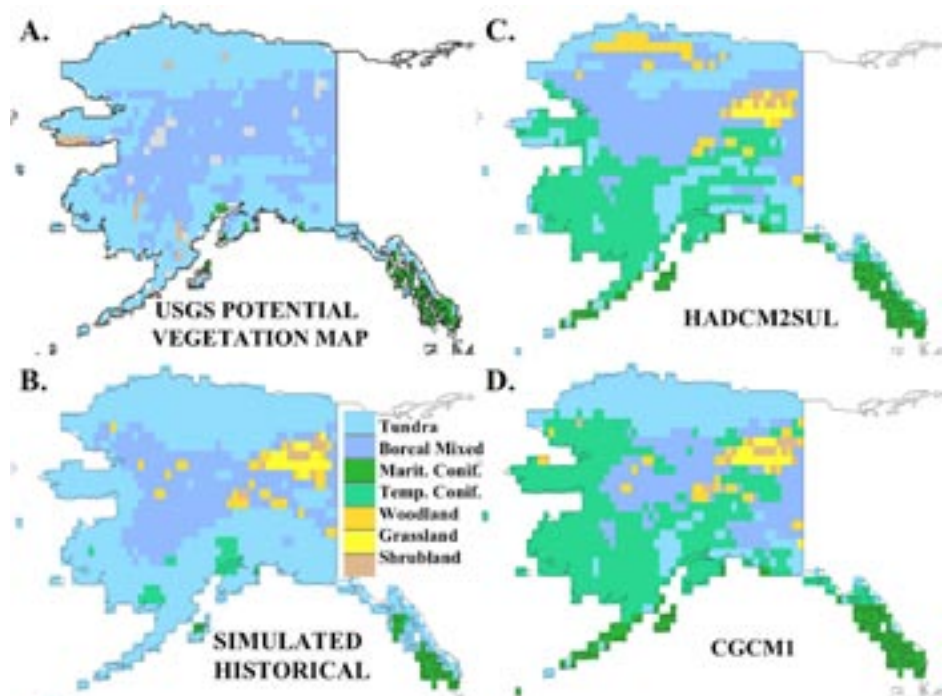 A.
USGS POTENTIAL
VEGETATION MAP
C.
HADCM2SUL
B.
Tundra
Boreal Mixed
Marit. Conif.
Temp. Conif.
Woodland
Grassland
Shrubland
SIMULATED
HISTORICAL
D.
CGCM1